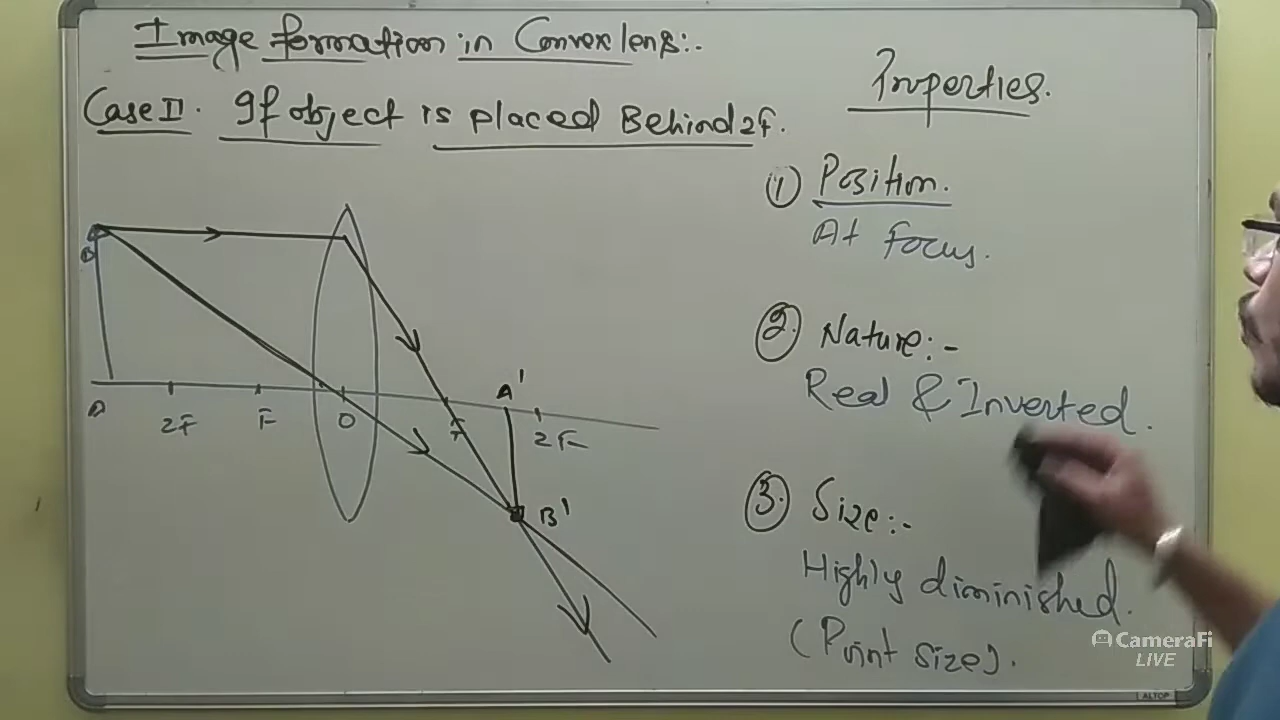 Image formation in Convex lens:-
Case II. If object is placed Behind 2F.
Properties.
(1) Position.
At Focus.
(2) Nature:-
Real & Inverted.
(3) Size:-
Highly diminished.
(Point size).
B
A 2F F O F 2F
A'
B'
CameraFi
LIVE
ALTOP